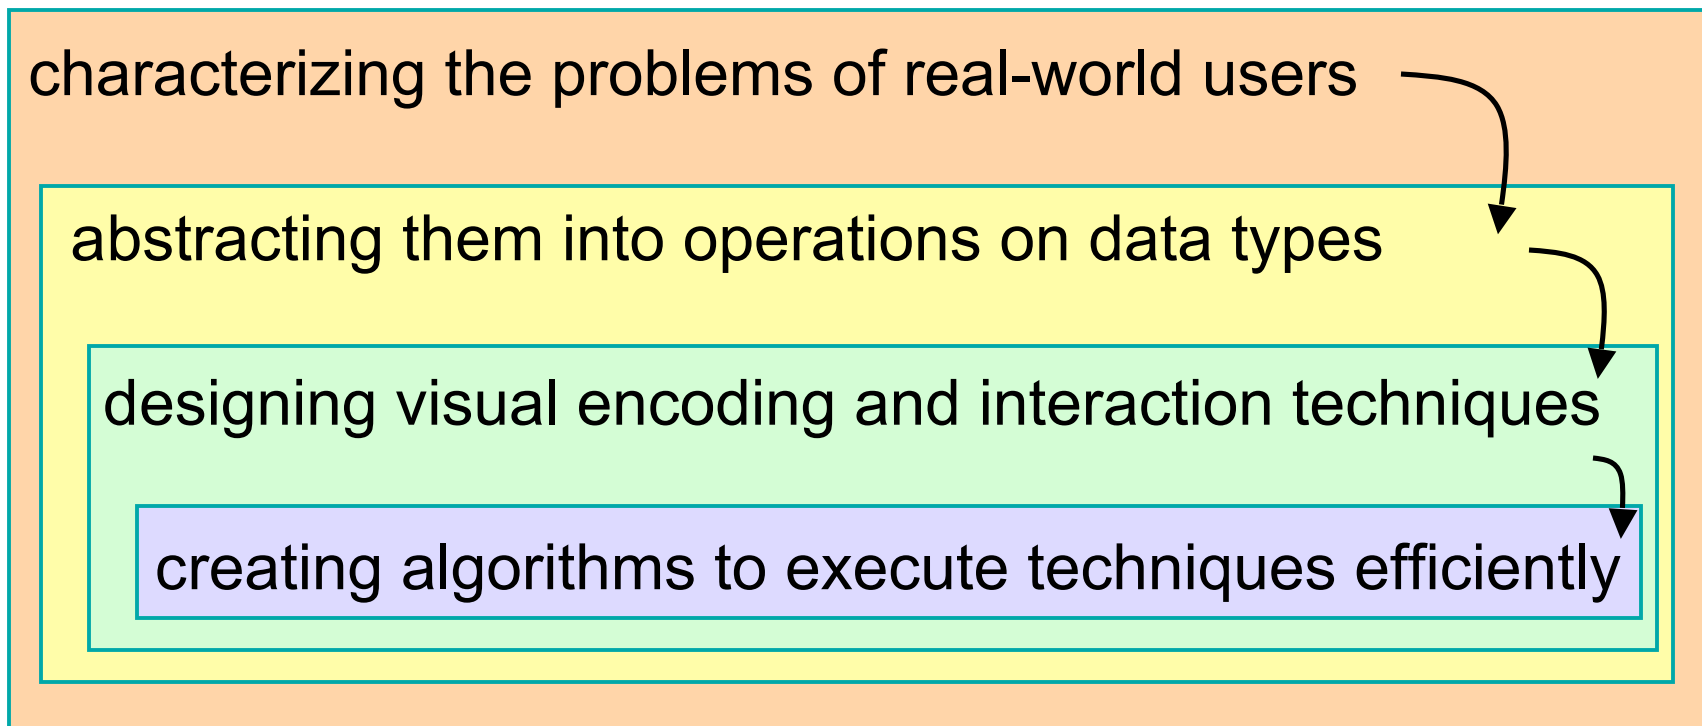 characterizing the problems of real-world users
abstracting them into operations on data types
designing visual encoding and interaction techniques
creating algorithms to execute techniques efficiently